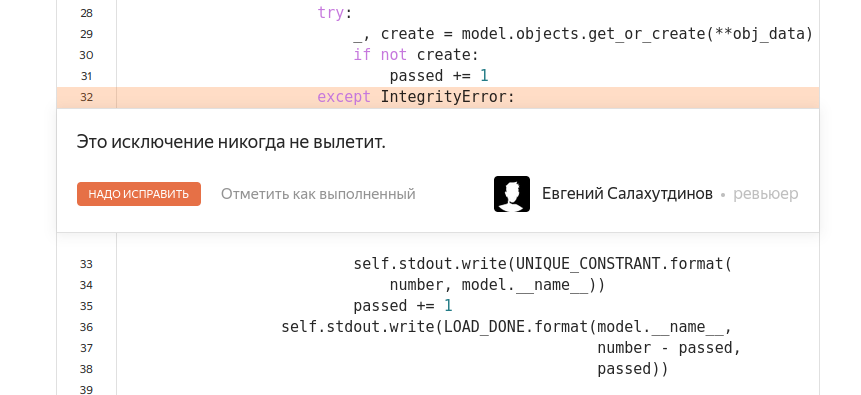 28 try:
29 _, create = model.objects.get_or_create(**obj_data)
30 if not create:
31 passed += 1
32 except IntegrityError:
Это исключение никогда не вылетит.
НАДО ИСПРАВИТЬ Отметить как выполненный Евгений Салахутдинов • ревьюер
33 self.stdout.write(UNIQUE_CONSTRANT.format(
34 number, model.__name__))
35 passed += 1
36 self.stdout.write(LOAD_DONE.format(model.__name__,
37 number - passed,
38 passed))
39